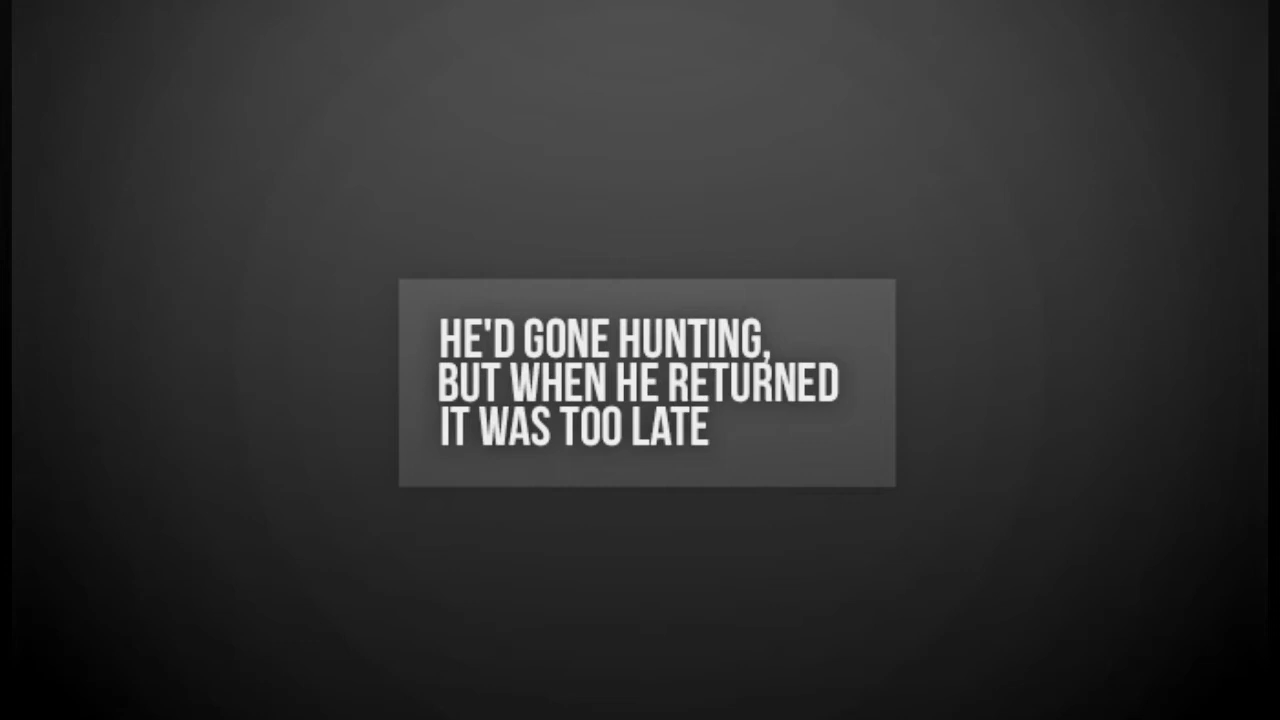 HE'D GONE HUNTING,
BUT WHEN HE RETURNED
IT WAS TOO LATE